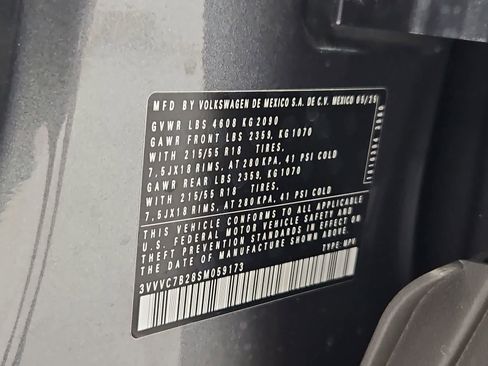 MFD BY VOLKSWAGEN DE MEXICO S.A. DE C.V. MEXICO 05/25
GVWR LBS 4608 KG 2090
GAWR FRONT LBS 2359, KG 1070
WITH 215/55 R18 TIRES,
7.5JX18 RIMS, AT 280 KPA, 41 PSI COLD
GAWR REAR LBS 2359, KG 1070
WITH 215/55 R18 TIRES,
7.5JX18 RIMS, AT 280 KPA, 41 PSI COLD
THIS VEHICLE CONFORMS TO ALL APPLICABLE
U.S. FEDERAL MOTOR VEHICLE SAFETY AND
THEFT PREVENTION STANDARDS IN EFFECT ON
THE DATE OF MANUFACTURE SHOWN ABOVE
TYPE: MPV
3VVVC7B28SM059173